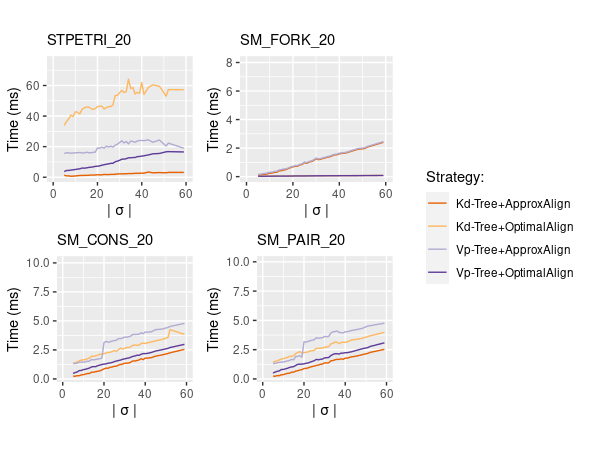 STPETRI_20
SM_FORK_20
Time (ms)
60
40
20
0
0
20
40
60
| σ |
Time (ms)
8
6
4
2
0
0
20
40
60
| σ |
SM_CONS_20
SM_PAIR_20
Time (ms)
10.0
7.5
5.0
2.5
0.0
0
20
40
60
| σ |
Time (ms)
10.0
7.5
5.0
2.5
0.0
0
20
40
60
| σ |
Strategy:
Kd-Tree+ApproxAlign
Kd-Tree+OptimalAlign
Vp-Tree+ApproxAlign
Vp-Tree+OptimalAlign